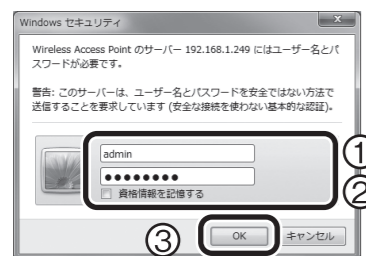 Windows セキュリティ
Wireless Access Point のサーバー 192.168.1.249 にはユーザー名とパ
スワードが必要です。
警告: このサーバーは、ユーザー名とパスワードを安全ではない方法で
送信することを要求しています (安全な接続を使わない基本的な認証)。
admin
●●●●●●●●
①
資格情報を記憶する
②
③
OK
キャンセル